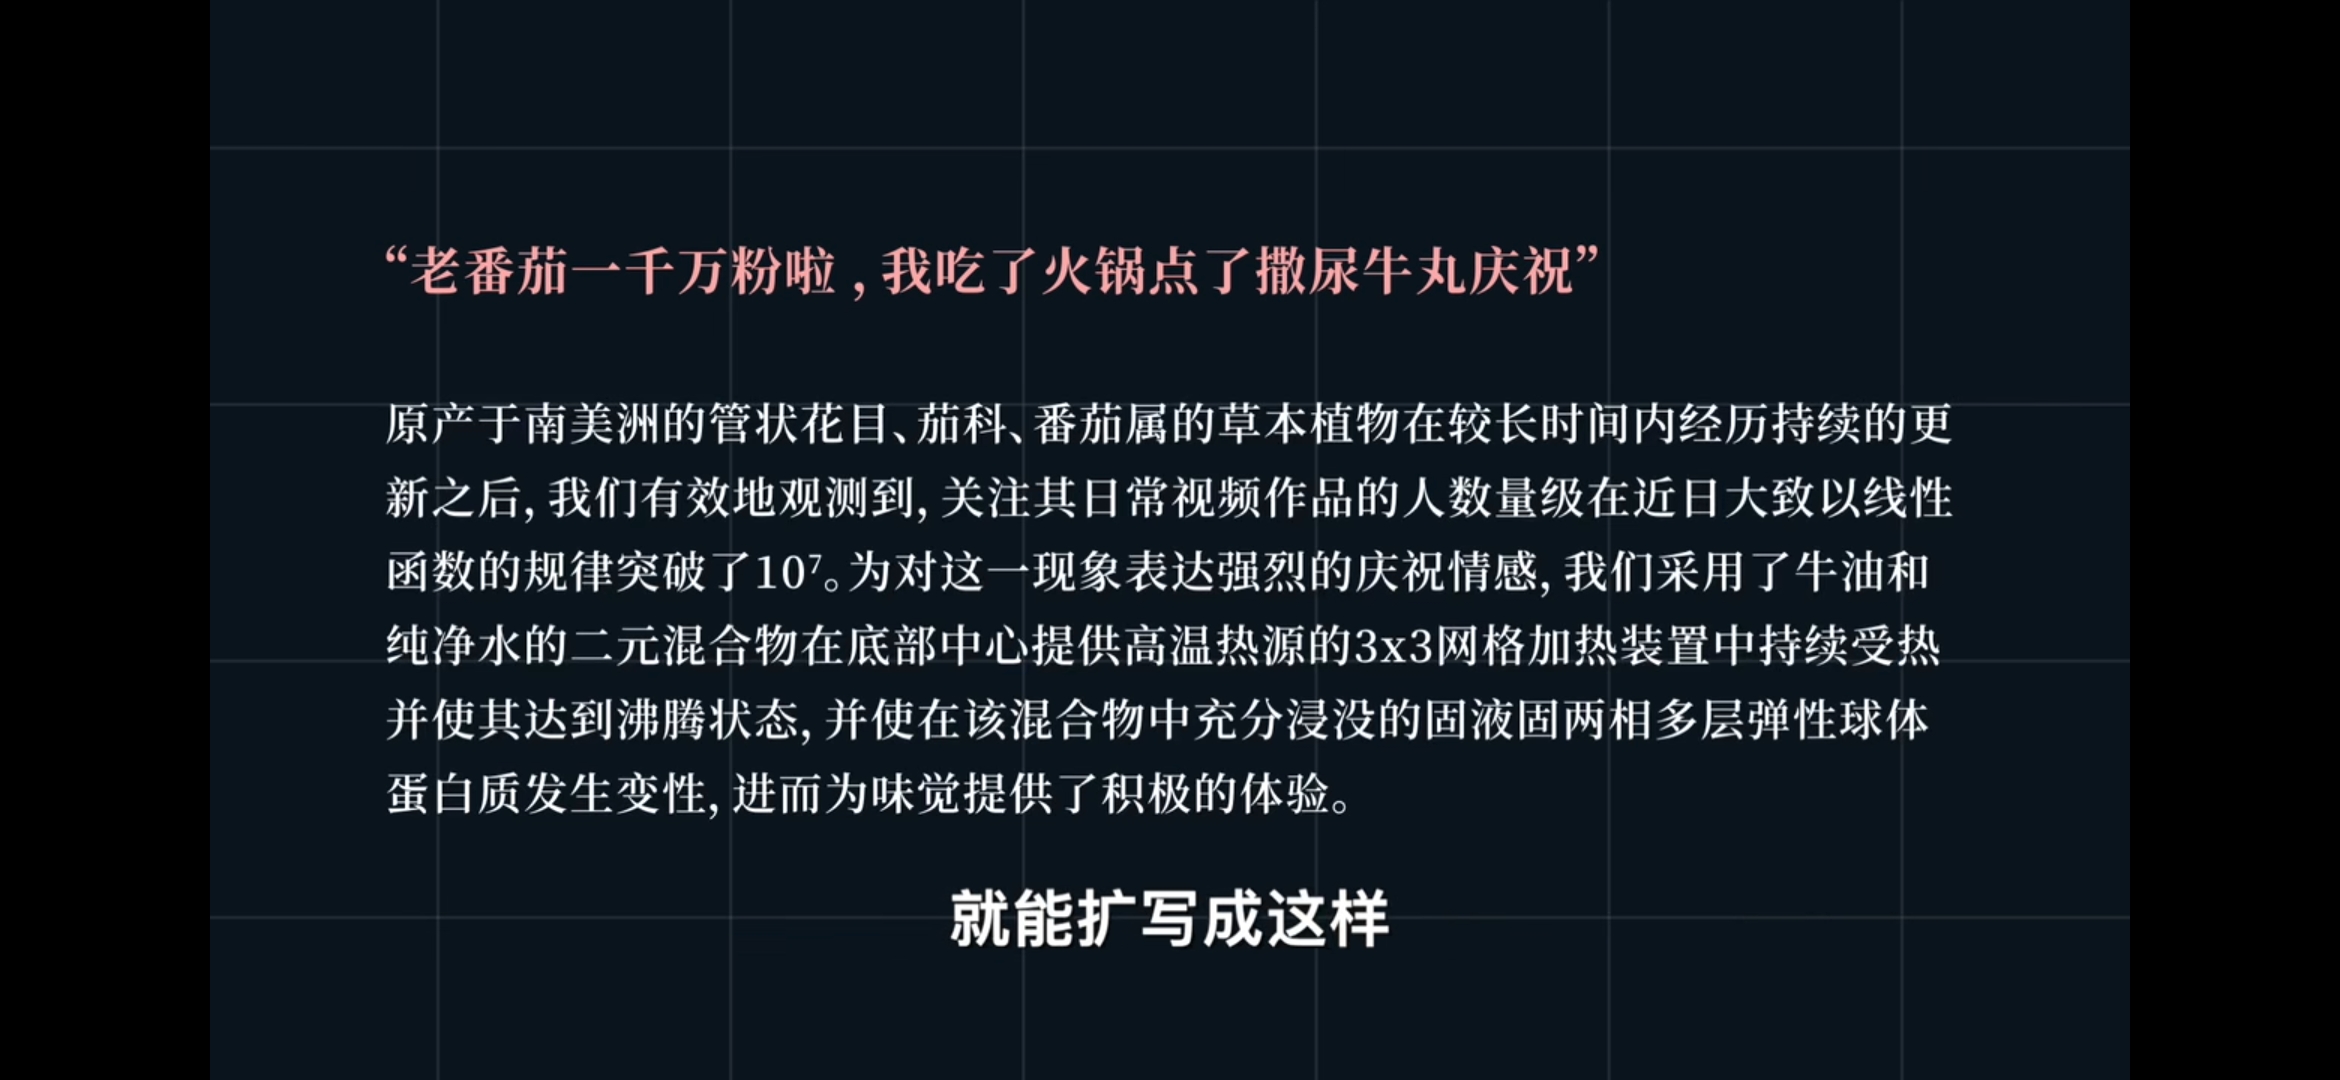 “老番茄一千万粉啦，我吃了火锅点了撒尿牛丸庆祝”
原产于南美洲的管状花目、茄科、番茄属的草本植物在较长时间内经历持续的更
新之后，我们有效地观测到，关注其日常视频作品的人数量级在近日大致以线性
函数的规律突破了10⁷。为对这一现象表达强烈的庆祝情感，我们采用了牛油和
纯净水的二元混合物在底部中心提供高温热源的3x3网格加热装置中持续受热
并使其达到沸腾状态，并使在该混合物中充分浸没的固液固两相多层弹性球体
蛋白质发生变性，进而为味觉提供了积极的体验。
就能扩写成这样